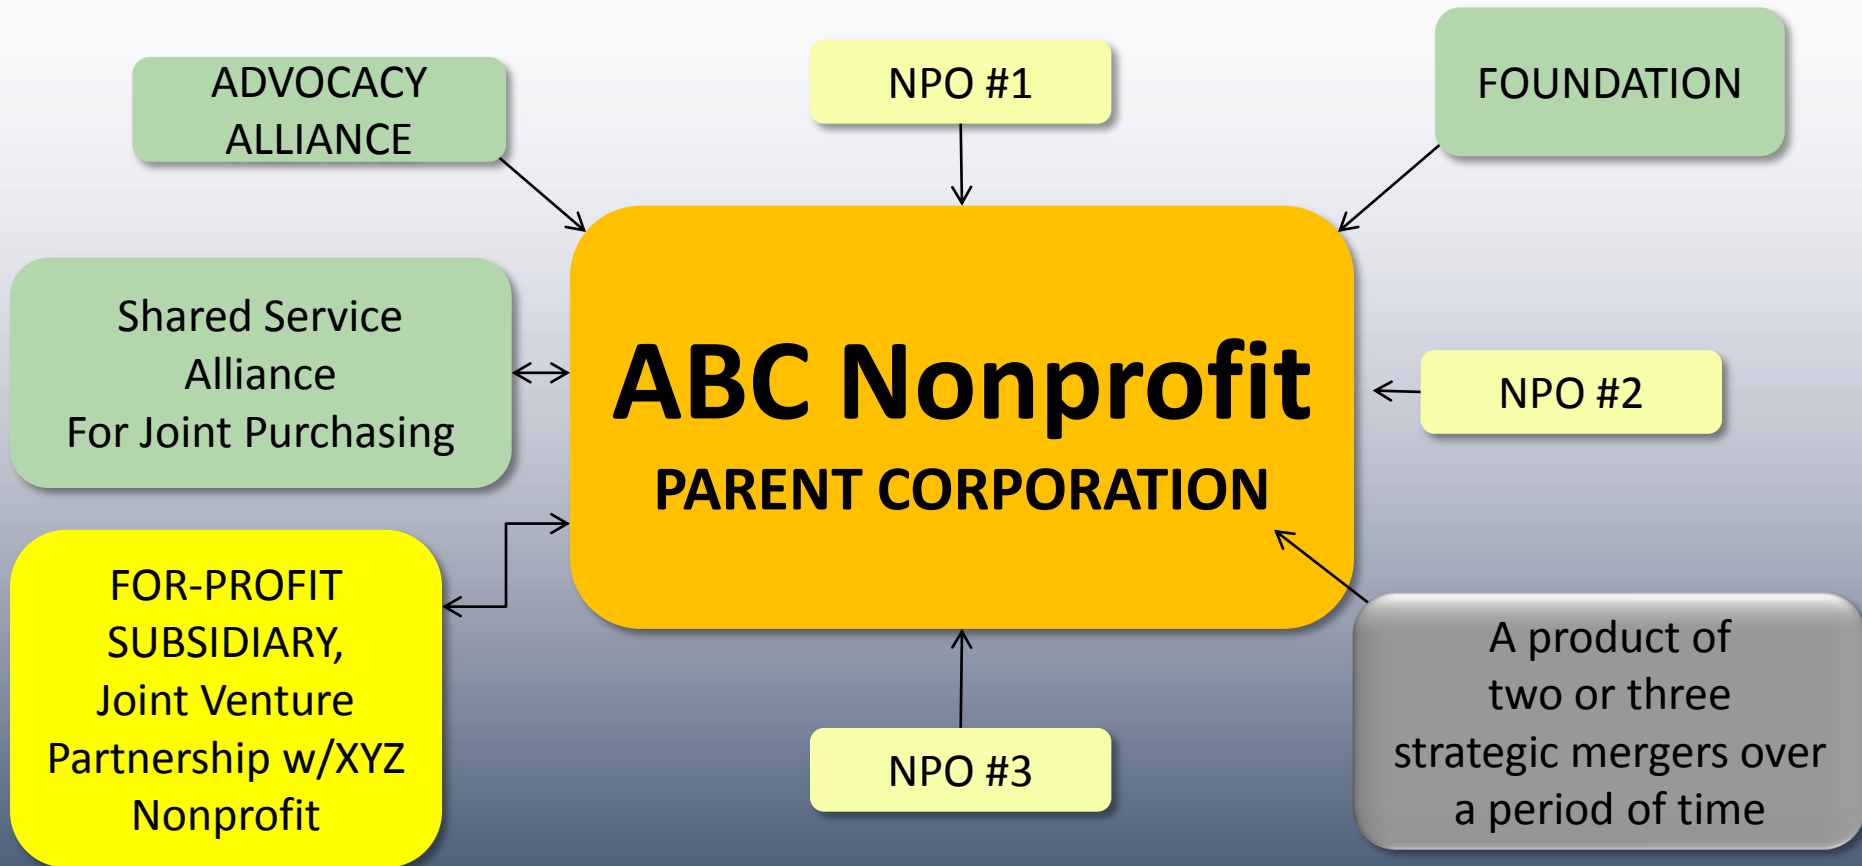 ADVOCACY
ALLIANCE
NPO #1
FOUNDATION
Shared Service
Alliance
For Joint Purchasing
ABC Nonprofit
PARENT CORPORATION
NPO #2
FOR-PROFIT
SUBSIDIARY,
Joint Venture
Partnership w/XYZ
Nonprofit
NPO #3
A product of
two or three
strategic mergers over
a period of time